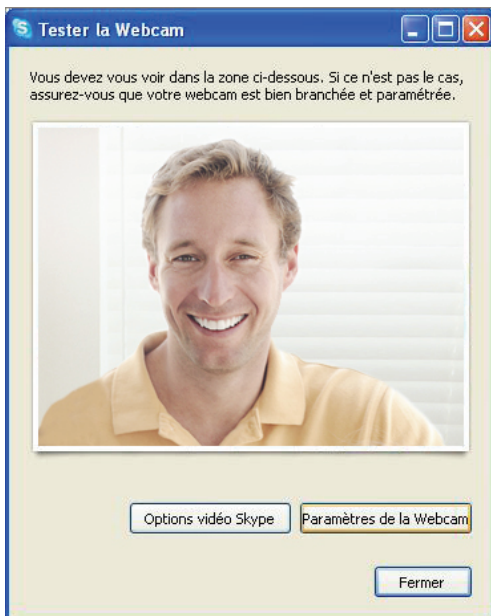 Tester la Webcam
Vous devez vous voir dans la zone ci-dessous. Si ce n'est pas le cas,
assurez-vous que votre webcam est bien branchée et paramétrée.
Options vidéo Skype
Paramètres de la Webcam
Fermer